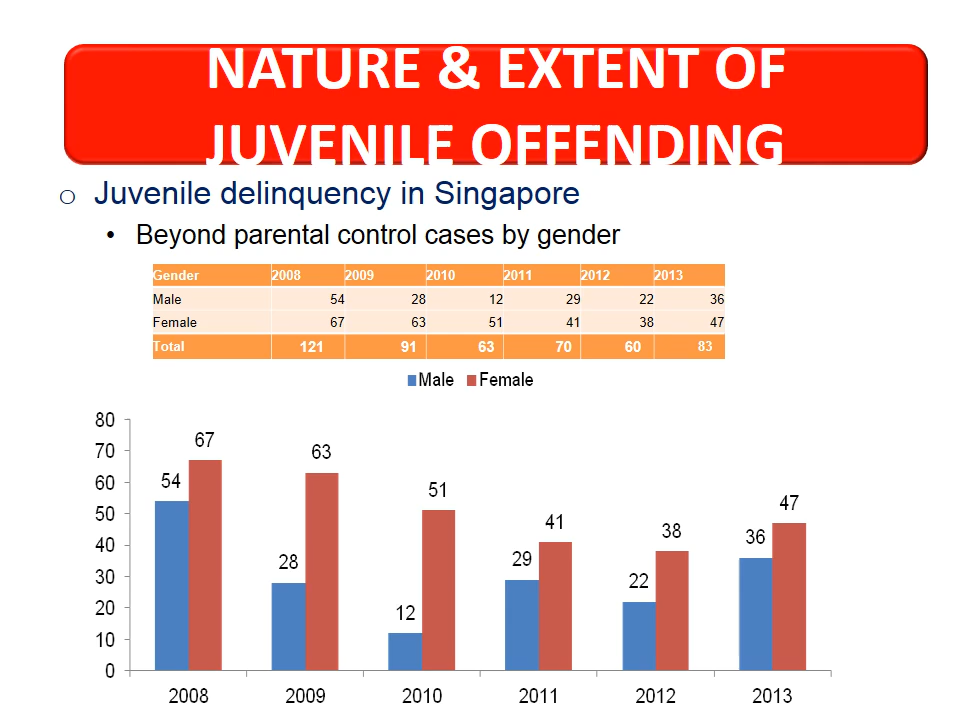 NATURE & EXTENT OF
JUVENILE OFFENDING
o Juvenile delinquency in Singapore
• Beyond parental control cases by gender
Gender 2008 2009 2010 2011 2012 2013
Male 54 28 12 29 22 36
Female 67 63 51 41 38 47
Total 121 91 63 70 60 83
Male Female
80
70
60
50
40
30
20
10
0
54 67
28 63
12 51
29 41
22 38
36 47
2008 2009 2010 2011 2012 2013